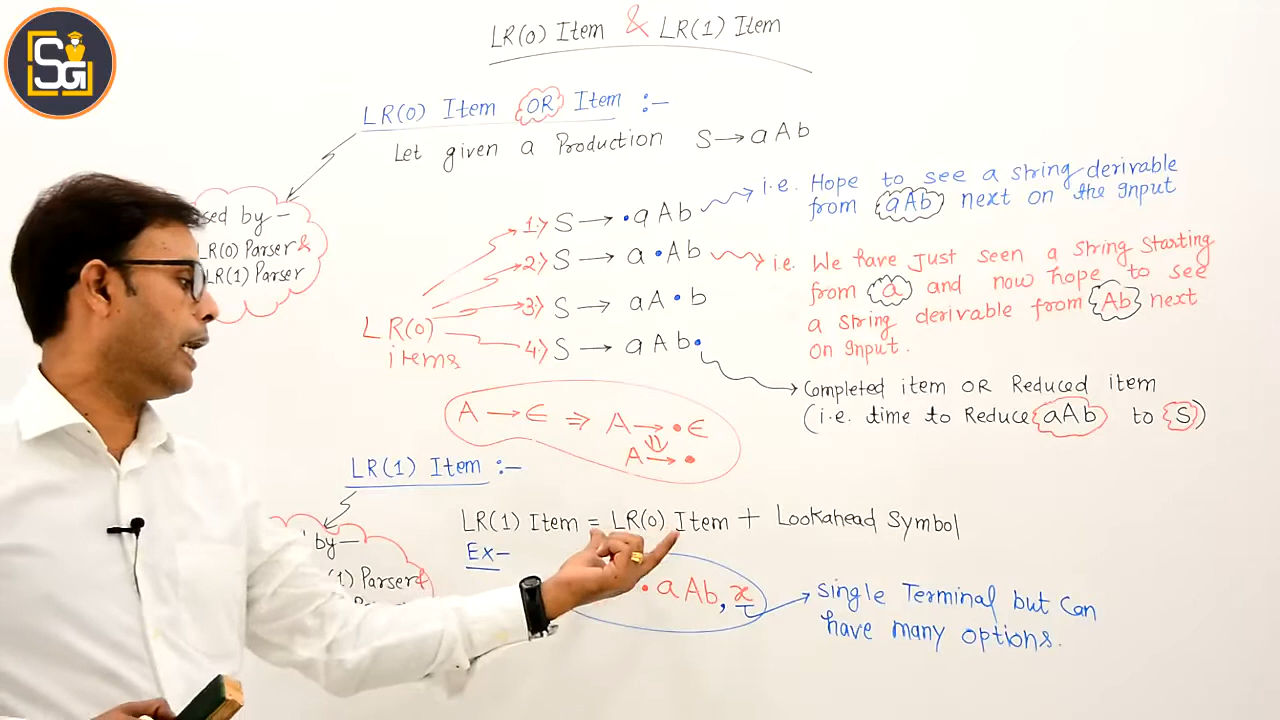 SG
LR(0) Item & LR(1) Item
LR(0) Item OR Item :-
Let given a Production S → aAb
by -
LR(0) Parser &
LR(1) Parser
1:> S → •aAb
i.e. Hope to see a string derivable
from aAb next on the Input
2:> S → a•Ab
i.e. We have just seen a string starting
from a and now hope to see
a string derivable from Ab next
on Input.
3:> S → aA•b
4:> S → aAb•
LR(0)
items
Completed item OR Reduced item
(i.e. time to Reduce aAb to S)
A → ∈ ⇒ A → •∈
⇓
A → •
LR(1) Item :-
by -
(1) Parser &
LR(1) Item = LR(0) Item + Lookahead Symbol
Ex-
•aAb, x
single Terminal but can
have many options.